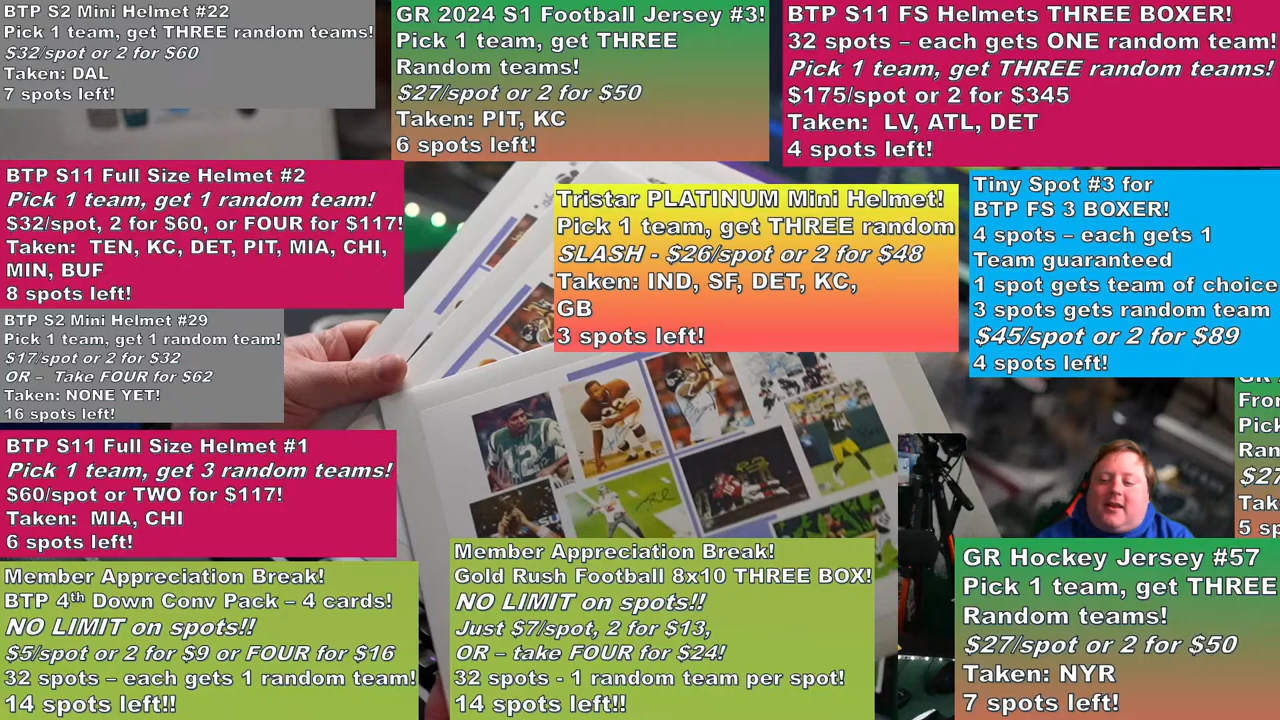 BTP S2 Mini Helmet #22
Pick 1 team, get THREE random teams!
$32/spot or 2 for $60
Taken: DAL
7 spots left!
GR 2024 S1 Football Jersey #3!
Pick 1 team, get THREE
Random teams!
$27/spot or 2 for $50
Taken: PIT, KC
6 spots left!
BTP S11 FS Helmets THREE BOXER!
32 spots – each gets ONE random team!
Pick 1 team, get THREE random teams!
$175/spot or 2 for $345
Taken:  LV, ATL, DET
4 spots left!
BTP S11 Full Size Helmet #2
Pick 1 team, get 1 random team!
$32/spot, 2 for $60, or FOUR for $117!
Taken:  TEN, KC, DET, PIT, MIA, CHI,
MIN, BUF
8 spots left!
Tristar PLATINUM Mini Helmet!
Pick 1 team, get THREE random
SLASH - $26/spot or 2 for $48
Taken: IND, SF, DET, KC,
GB
3 spots left!
Tiny Spot #3 for
BTP FS 3 BOXER!
4 spots – each gets 1
Team guaranteed
1 spot gets team of choice
3 spots gets random team
$45/spot or 2 for $89
4 spots left!
BTP S2 Mini Helmet #29
Pick 1 team, get 1 random team!
$17/spot or 2 for $32
OR –  Take FOUR for $62
Taken: NONE YET!
16 spots left!
BTP S11 Full Size Helmet #1
Pick 1 team, get 3 random teams!
$60/spot or TWO for $117!
Taken:  MIA, CHI
6 spots left!
Member Appreciation Break!
BTP 4th Down Conv Pack – 4 cards!
NO LIMIT on spots!!
$5/spot or 2 for $9 or FOUR for $16
32 spots – each gets 1 random team!
14 spots left!!
Member Appreciation Break!
Gold Rush Football 8x10 THREE BOX!
NO LIMIT on spots!!
Just $7/spot, 2 for $13,
OR – take FOUR for $24!
32 spots - 1 random team per spot!
14 spots left!!
GR Hockey Jersey #57
Pick 1 team, get THREE
Random teams!
$27/spot or 2 for $50
Taken: NYR
7 spots left!
$27
5 sp